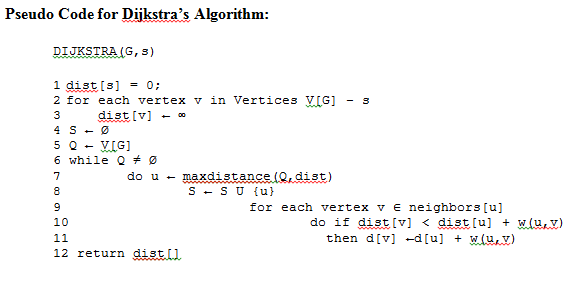 Pseudo Code for Dijkstra's Algorithm:
DIJKSTRA(G,s)
1 dist[s] = 0;
2 for each vertex v in Vertices V[G] - s
3 dist[v] ← ∞
4 S ← Ø
5 Q ← V[G]
6 while Q ≠ Ø
7 do u ← maxdistance(Q,dist)
8 S ← S U {u}
9 for each vertex v ∈ neighbors[u]
10 do if dist[v] < dist[u] + w(u,v)
11 then d[v] ←d[u] + w(u,v)
12 return dist[]